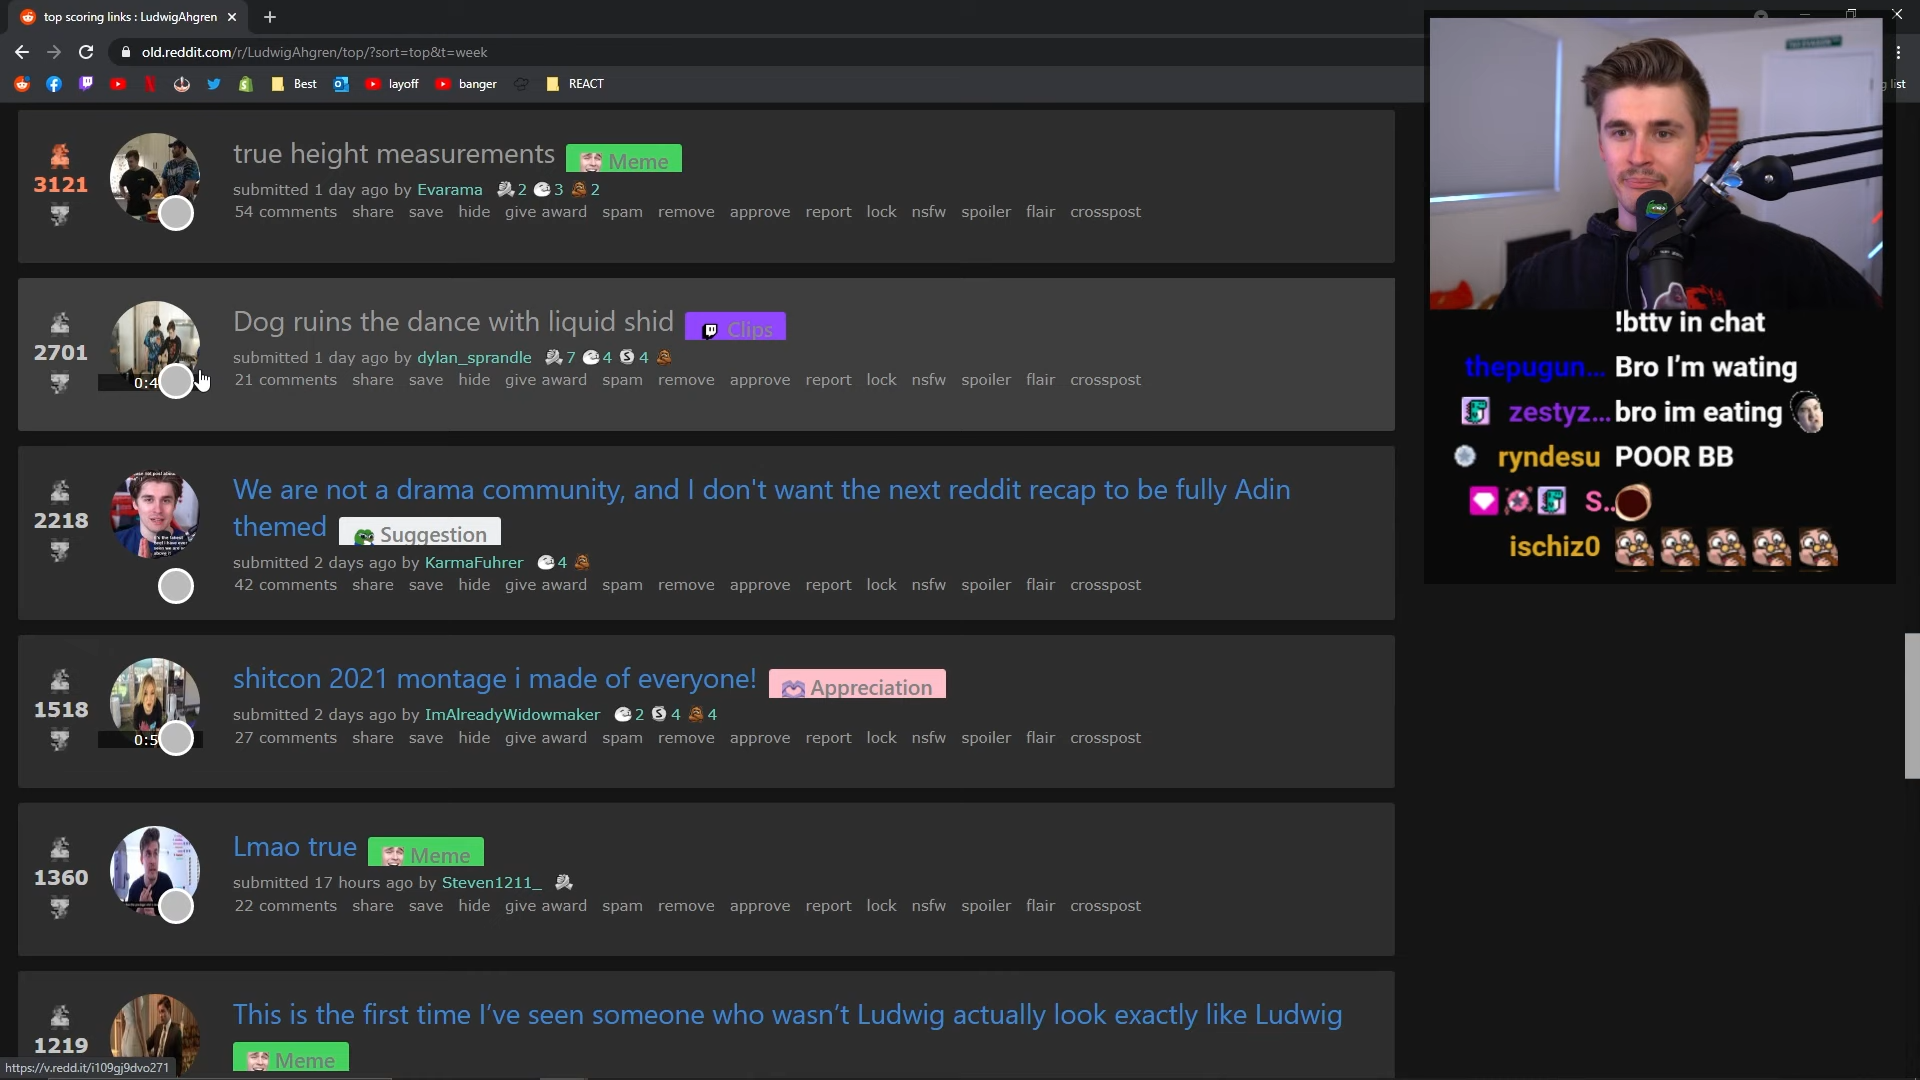 top scoring links : LudwigAhgren
old.reddit.com/r/LudwigAhgren/top/?sort=top&t=week
Best
layoff
banger
REACT
list
3121
true height measurements Meme
submitted 1 day ago by Evarama 2 3 2
54 comments share save hide give award spam remove approve report lock nsfw spoiler flair crosspost
2701
0:4
Dog ruins the dance with liquid shid Clips
submitted 1 day ago by dylan_sprandle 7 4 4
21 comments share save hide give award spam remove approve report lock nsfw spoiler flair crosspost
2218
We are not a drama community, and I don't want the next reddit recap to be fully Adin
themed Suggestion
submitted 2 days ago by KarmaFuhrer 4
42 comments share save hide give award spam remove approve report lock nsfw spoiler flair crosspost
1518
0:5
shitcon 2021 montage i made of everyone! Appreciation
submitted 2 days ago by ImAlreadyWidowmaker 2 4 4
27 comments share save hide give award spam remove approve report lock nsfw spoiler flair crosspost
1360
Lmao true Meme
submitted 17 hours ago by Steven1211_
22 comments share save hide give award spam remove approve report lock nsfw spoiler flair crosspost
1219
This is the first time I've seen someone who wasn't Ludwig actually look exactly like Ludwig
Meme
https://v.redd.it/i109gj9dvo271
!bttv in chat
thepugun... Bro I'm wating
zestyz... bro im eating
ryndesu POOR BB
S..
ischiz0